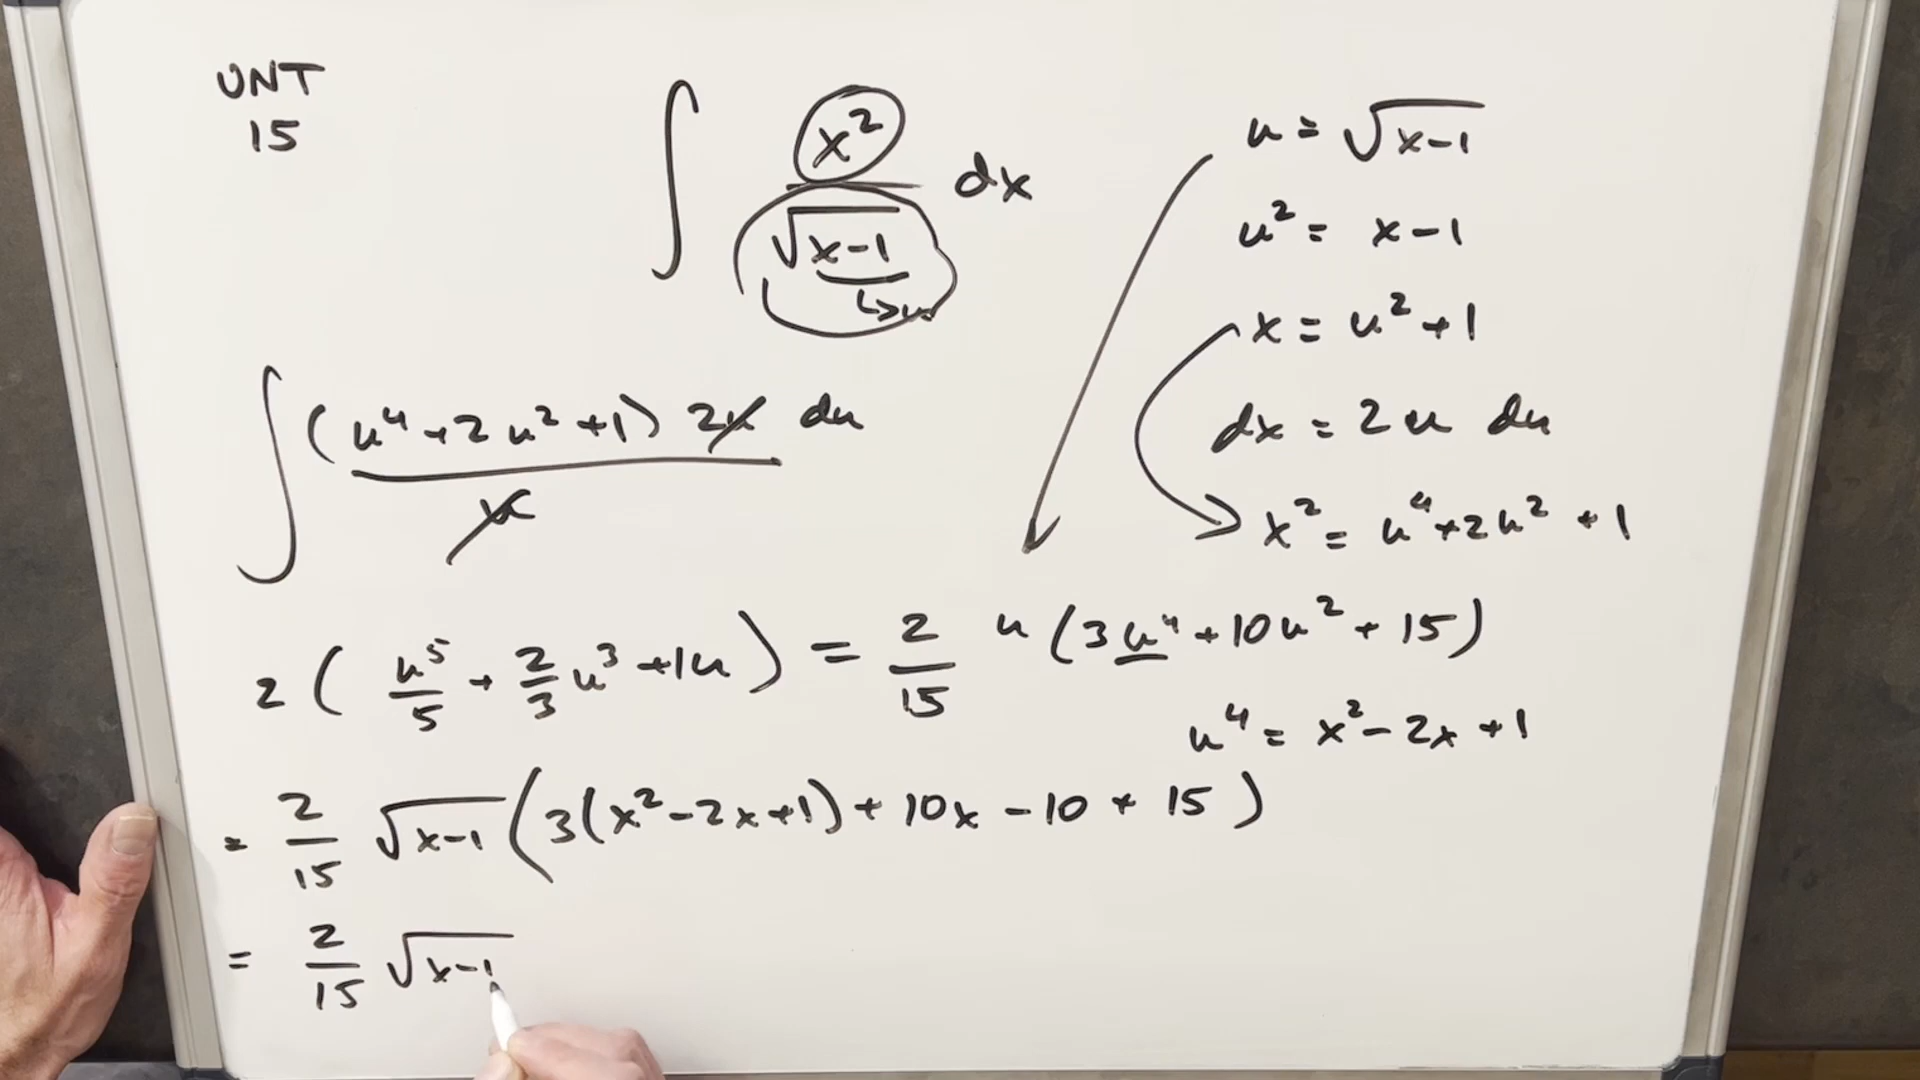 UNT
15
∫ x² / √(x-1) dx
↳ u
u = √(x-1)
u² = x-1
x = u² + 1
dx = 2u du
x² = u⁴ + 2u² + 1
∫ (u⁴ + 2u² + 1) 2u du / u
2 ( u⁵/5 + 2/3 u³ + 1u ) = 2/15 u (3u⁴ + 10u² + 15)
u⁴ = x² - 2x + 1
= 2/15 √(x-1) (3(x² - 2x + 1) + 10x - 10 + 15)
= 2/15 √(x-1)